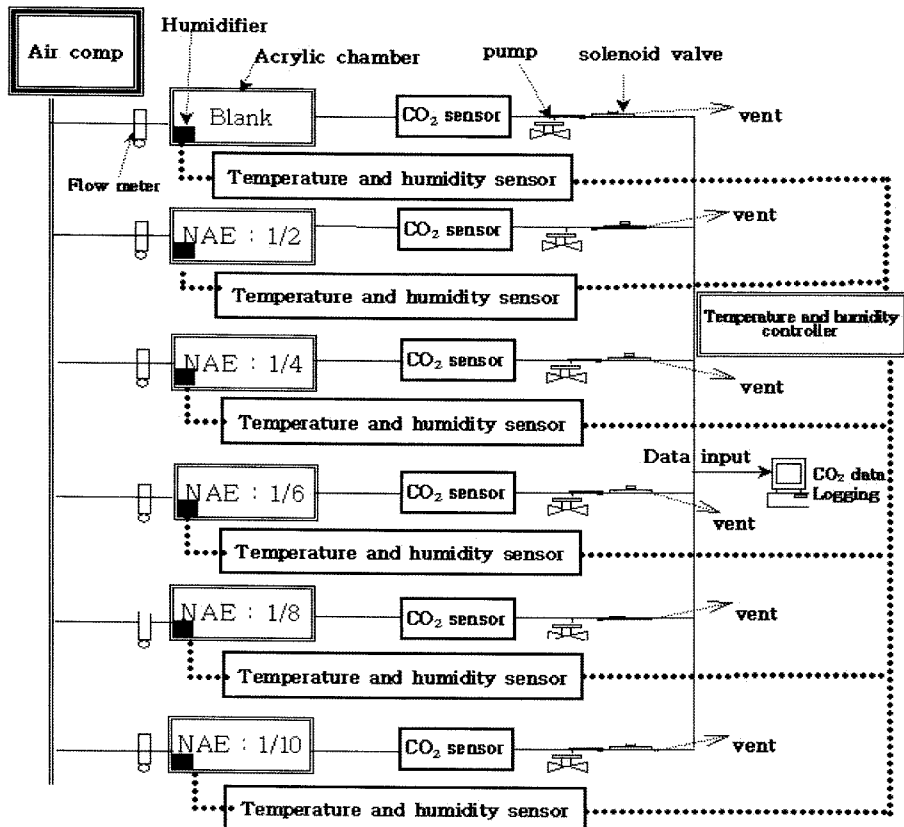 Humidifier
Air comp
Acrylic chamber
pump
solenoid valve
Blank
CO₂ sensor
vent
Flow meter
Temperature and humidity sensor
NAE : 1/2
CO₂ sensor
vent
Temperature and humidity sensor
Temperature and humidity
controller
NAE : 1/4
CO₂ sensor
vent
Temperature and humidity sensor
Data input
CO₂ data
Logging
NAE : 1/6
CO₂ sensor
vent
Temperature and humidity sensor
NAE : 1/8
CO₂ sensor
vent
Temperature and humidity sensor
NAE : 1/10
CO₂ sensor
vent
Temperature and humidity sensor